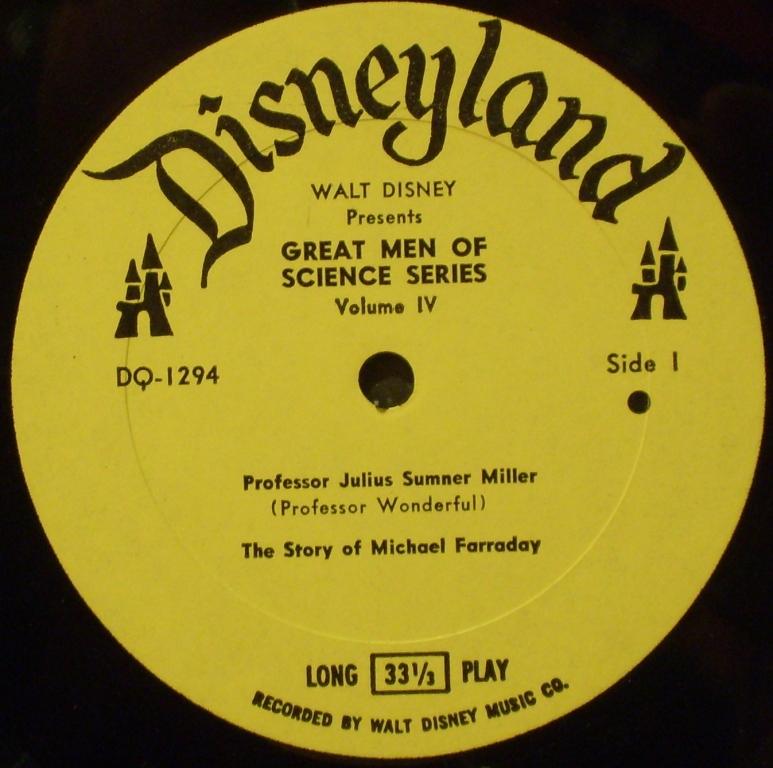 Disneyland
WALT DISNEY
Presents
GREAT MEN OF
SCIENCE SERIES
Volume IV
DQ-1294
Side 1
Professor Julius Sumner Miller
(Professor Wonderful)
The Story of Michael Farraday
LONG 33⅓ PLAY
RECORDED BY WALT DISNEY MUSIC CO.